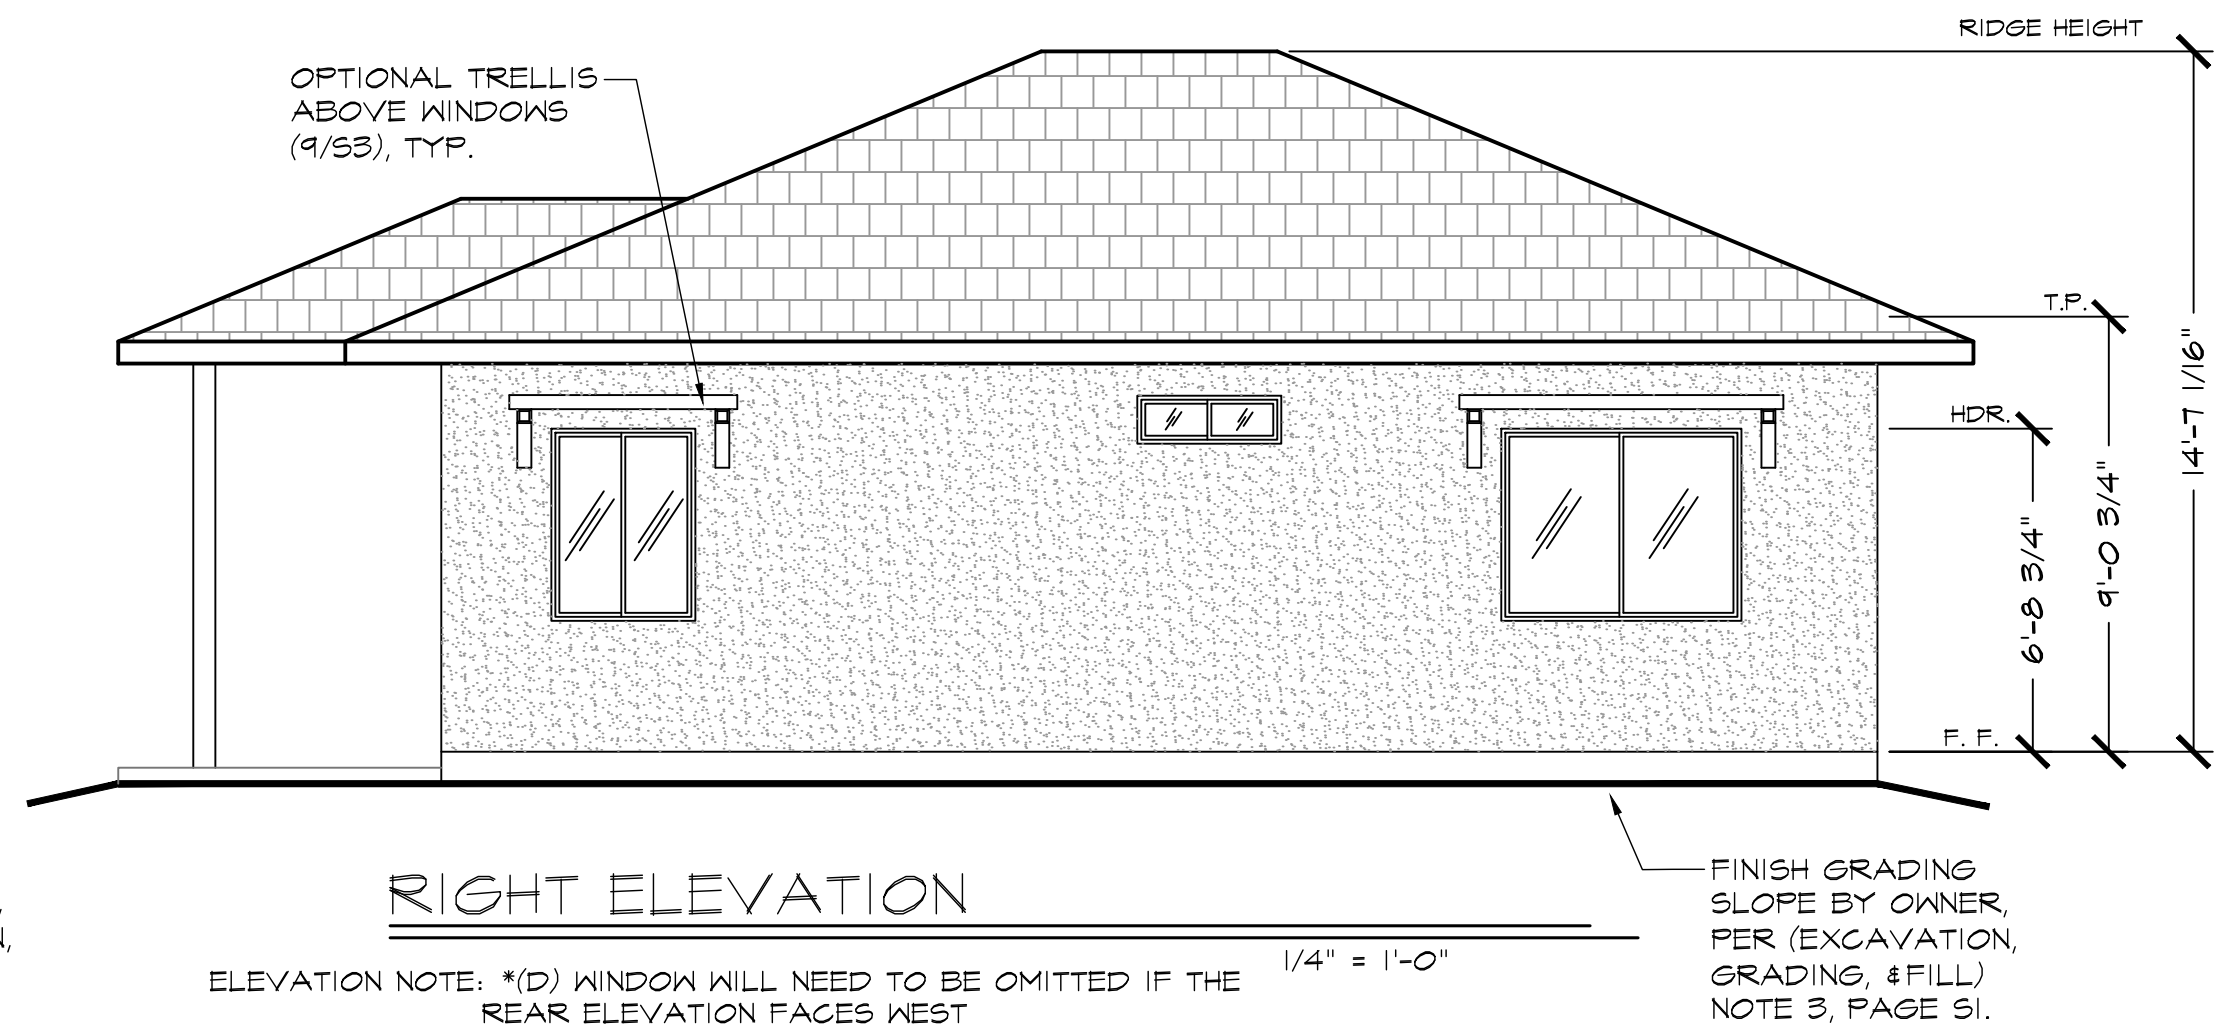 RIDGE HEIGHT
OPTIONAL TRELLIS
ABOVE WINDOWS
(9/S3), TYP.
T.P.
HDR.
F. F.
6'-8 3/4"
9'-0 3/4"
14'-7 1/16"
RIGHT ELEVATION
1/4" = 1'-0"
ELEVATION NOTE: *(D) WINDOW WILL NEED TO BE OMITTED IF THE
REAR ELEVATION FACES WEST
FINISH GRADING
SLOPE BY OWNER,
PER (EXCAVATION,
GRADING, &FILL)
NOTE 3, PAGE S1.